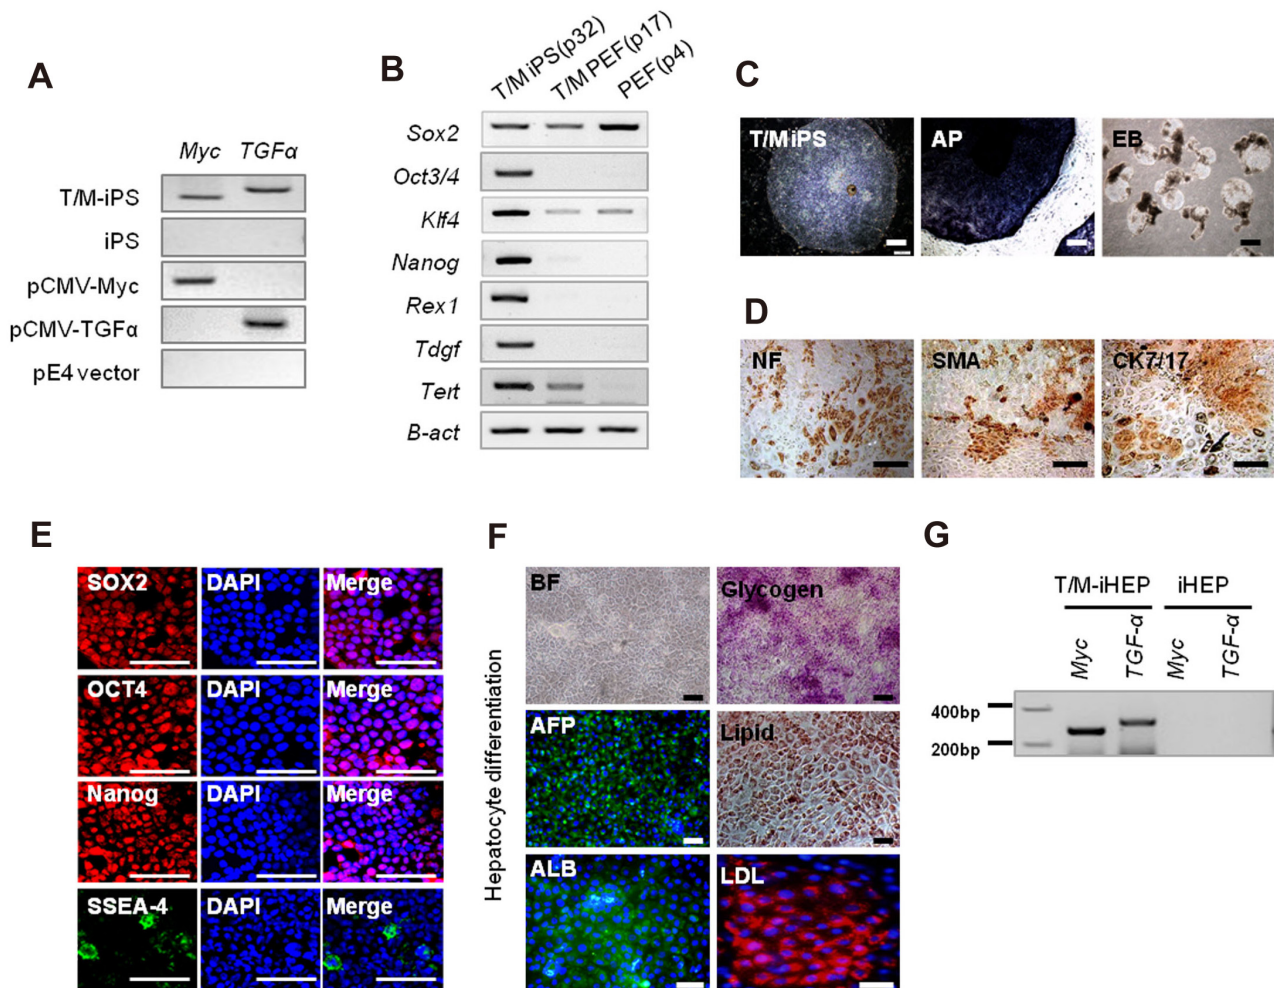 A
Myc TGFα
T/M-iPS
iPS
pCMV-Myc
pCMV-TGFα
pE4 vector
B
T/MiPS(p32)
T/MPEF(p17)
PEF(p4)
Sox2
Oct3/4
Klf4
Nanog
Rex1
Tdgf
Tert
B-act
C
T/MiPS AP EB
D
NF SMA CK7/17
E
SOX2 DAPI Merge
OCT4 DAPI Merge
Nanog DAPI Merge
SSEA-4 DAPI Merge
F
Hepatocyte differentiation
BF Glycogen
AFP Lipid
ALB LDL
G
T/M-iHEP iHEP
Myc TGF-α Myc TGF-α
400bp
200bp